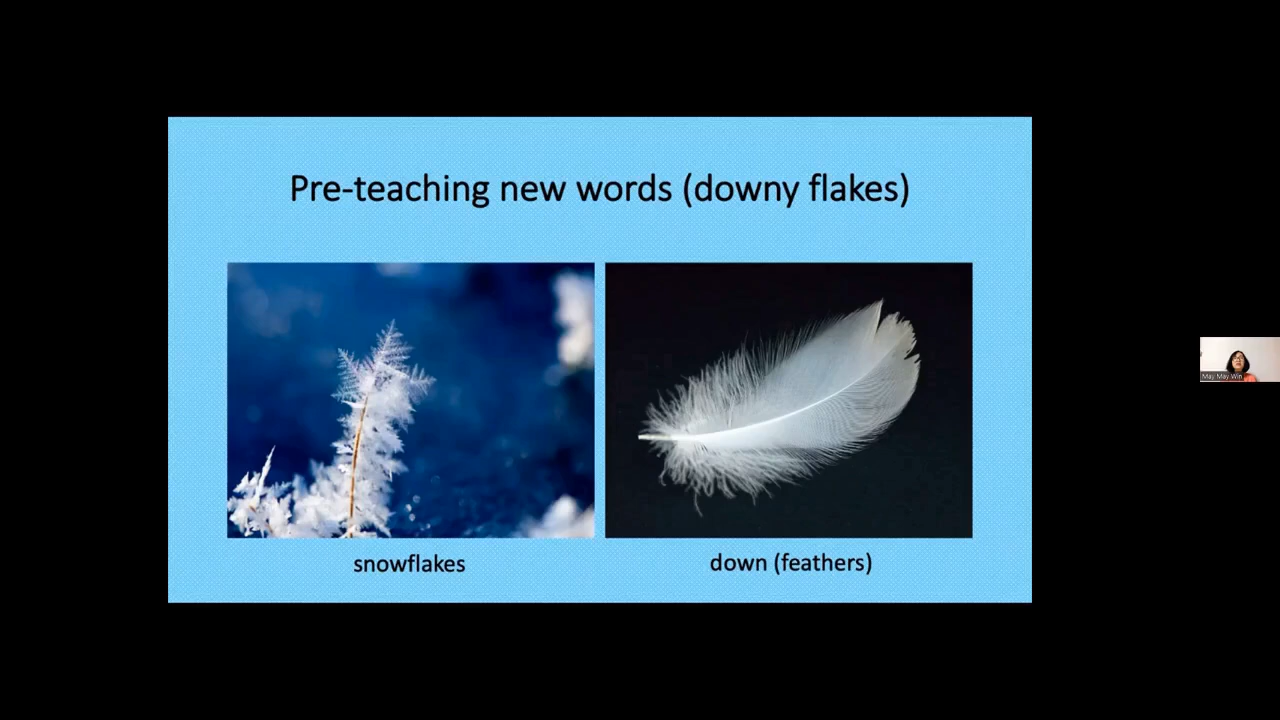 Pre-teaching new words (downy flakes)
snowflakes
down (feathers)
May May Win